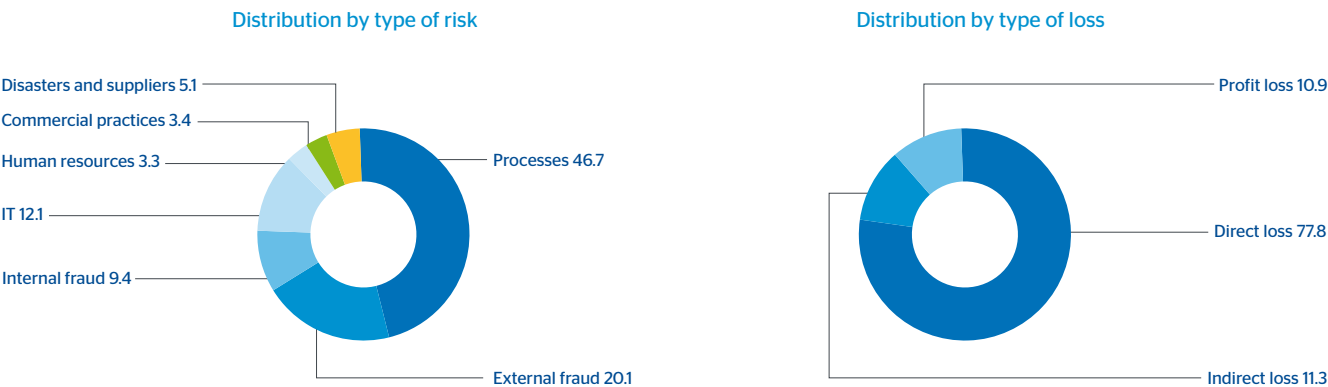 Distribution by type of risk
Disasters and suppliers 5.1
Commercial practices 3.4
Human resources 3.3
IT 12.1
Internal fraud 9.4
Processes 46.7
External fraud 20.1
Distribution by type of loss
Profit loss 10.9
Direct loss 77.8
Indirect loss 11.3